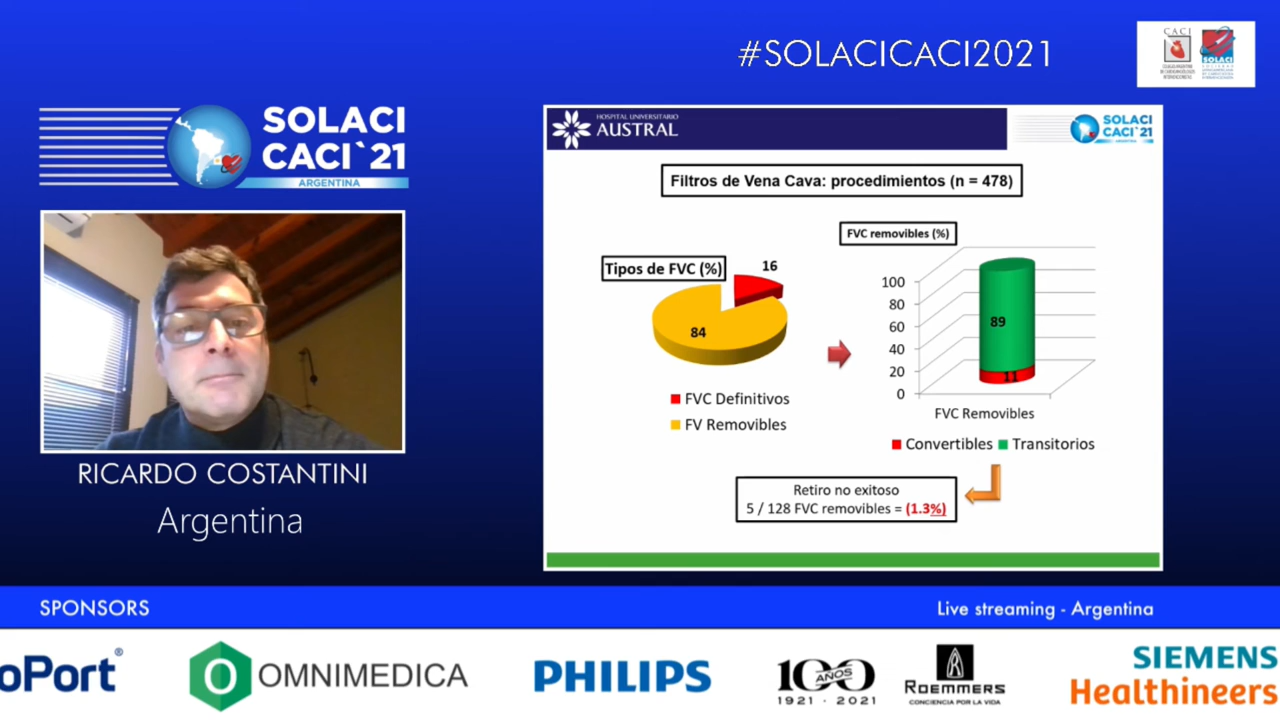 #SOLACICACI2021
CACI
SOLACI
SOLACI
CACI`21
ARGENTINA
HOSPITAL UNIVERSITARIO
AUSTRAL
SOLACI
CACI`21
ARGENTINA
Filtros de Vena Cava: procedimientos (n = 478)
Tipos de FVC (%)
16
84
FVC Definitivos
FV Removibles
FVC removibles (%)
100
80
60
40
20
0
89
11
FVC Removibles
Convertibles
Transitorios
Retiro no exitoso
5 / 128 FVC removibles = (1.3%)
RICARDO COSTANTINI
Argentina
SPONSORS
Live streaming - Argentina
oPort®
OMNIMEDICA
PHILIPS
100
AÑOS
1921 - 2021
ROEMMERS
CONCIENCIA POR LA VIDA
SIEMENS
Healthineers